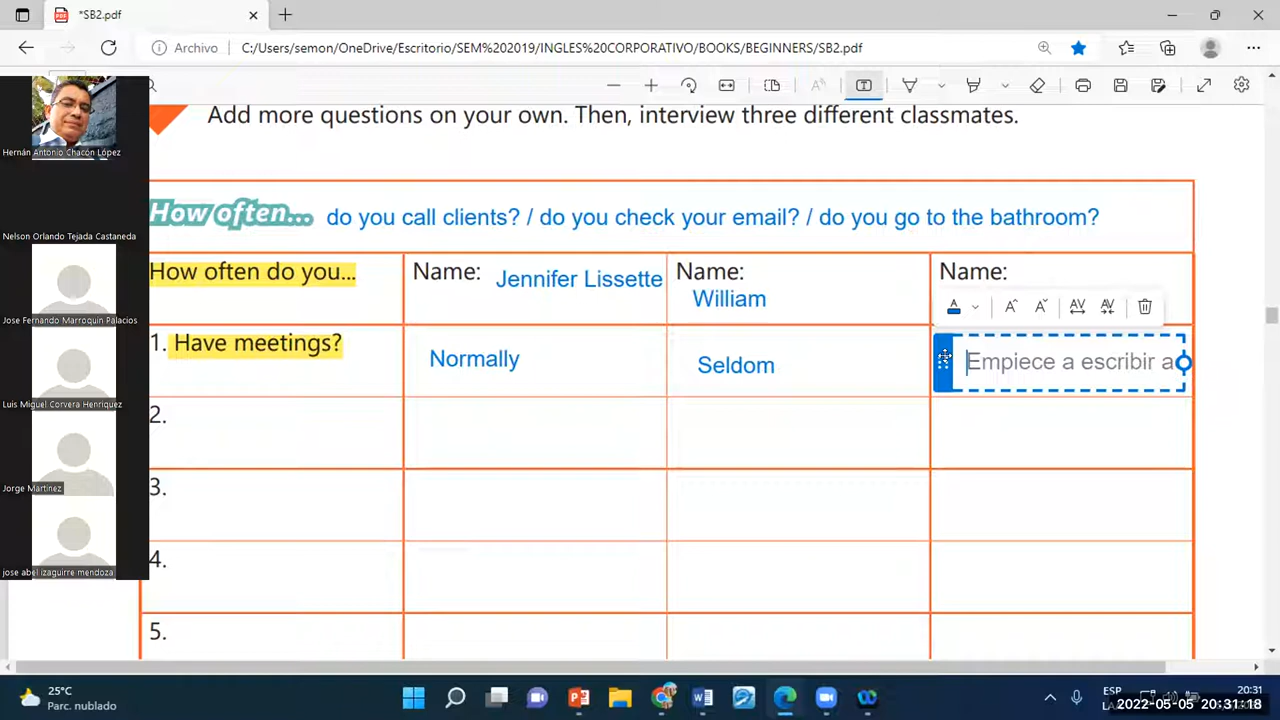 *SB2.pdf
Archivo C:/Users/semon/OneDrive/Escritorio/SEM%202019/INGLES%20CORPORATIVO/BOOKS/BEGINNERS/SB2.pdf
Add more questions on your own. Then, interview three different classmates.
Hernán Antonio Chacón López
Nelson Orlando Tejada Castaneda
Jose Fernando Marroquin Palacios
Luis Miguel Corvera Henriquez
Jorge Martínez
jose abel izaguirre mendoza
How often... do you call clients? / do you check your email? / do you go to the bathroom?
How often do you... Name: Jennifer Lissette Name: Name:
William
1. Have meetings? Normally Seldom Empiece a escribir a
2.
3.
4.
5.
25°C
Parc. nublado
ESP
20:31
2022-05-05 20:31:18